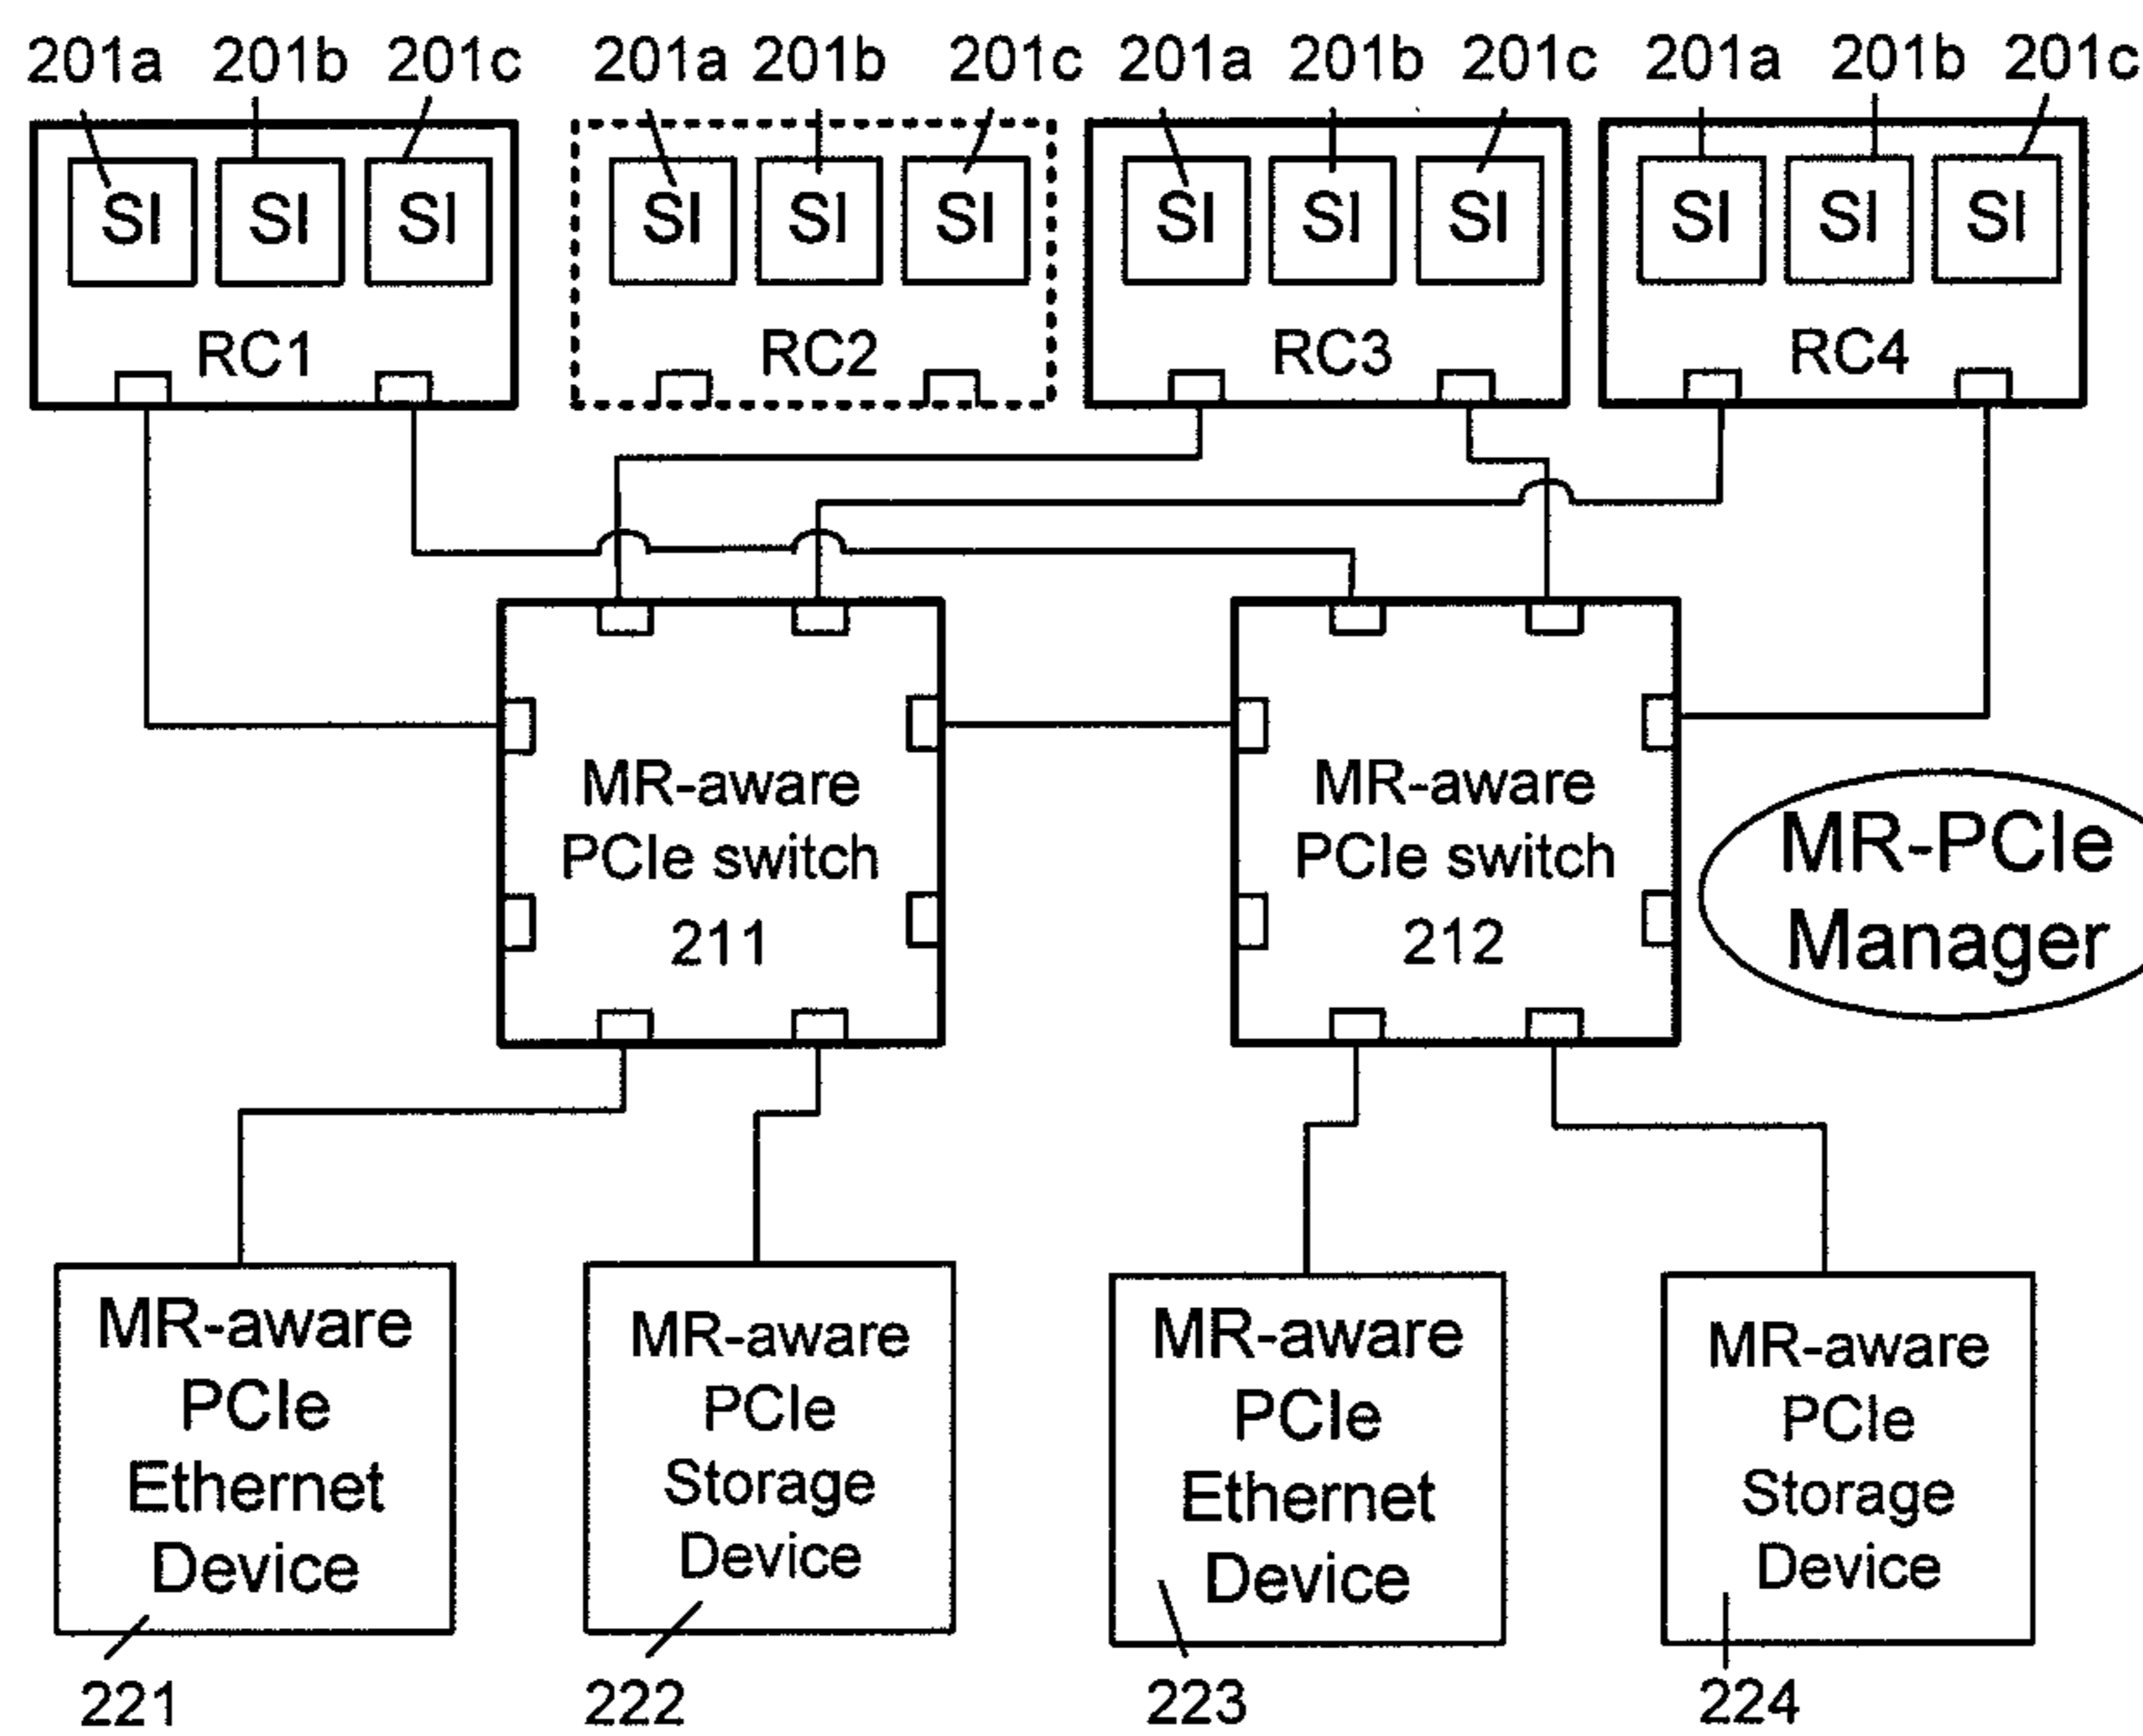 201a 201b 201c 201a 201b 201c 201a 201b 201c 201a 201b 201c
SI SI SI SI SI SI SI SI SI SI SI SI
RC1 RC2 RC3 RC4
MR-aware
PCIe switch
211
MR-aware
PCIe switch
212
MR-PCIe
Manager
MR-aware
PCIe
Ethernet
Device
221
MR-aware
PCIe
Storage
Device
222
MR-aware
PCIe
Ethernet
Device
223
MR-aware
PCIe
Storage
Device
224